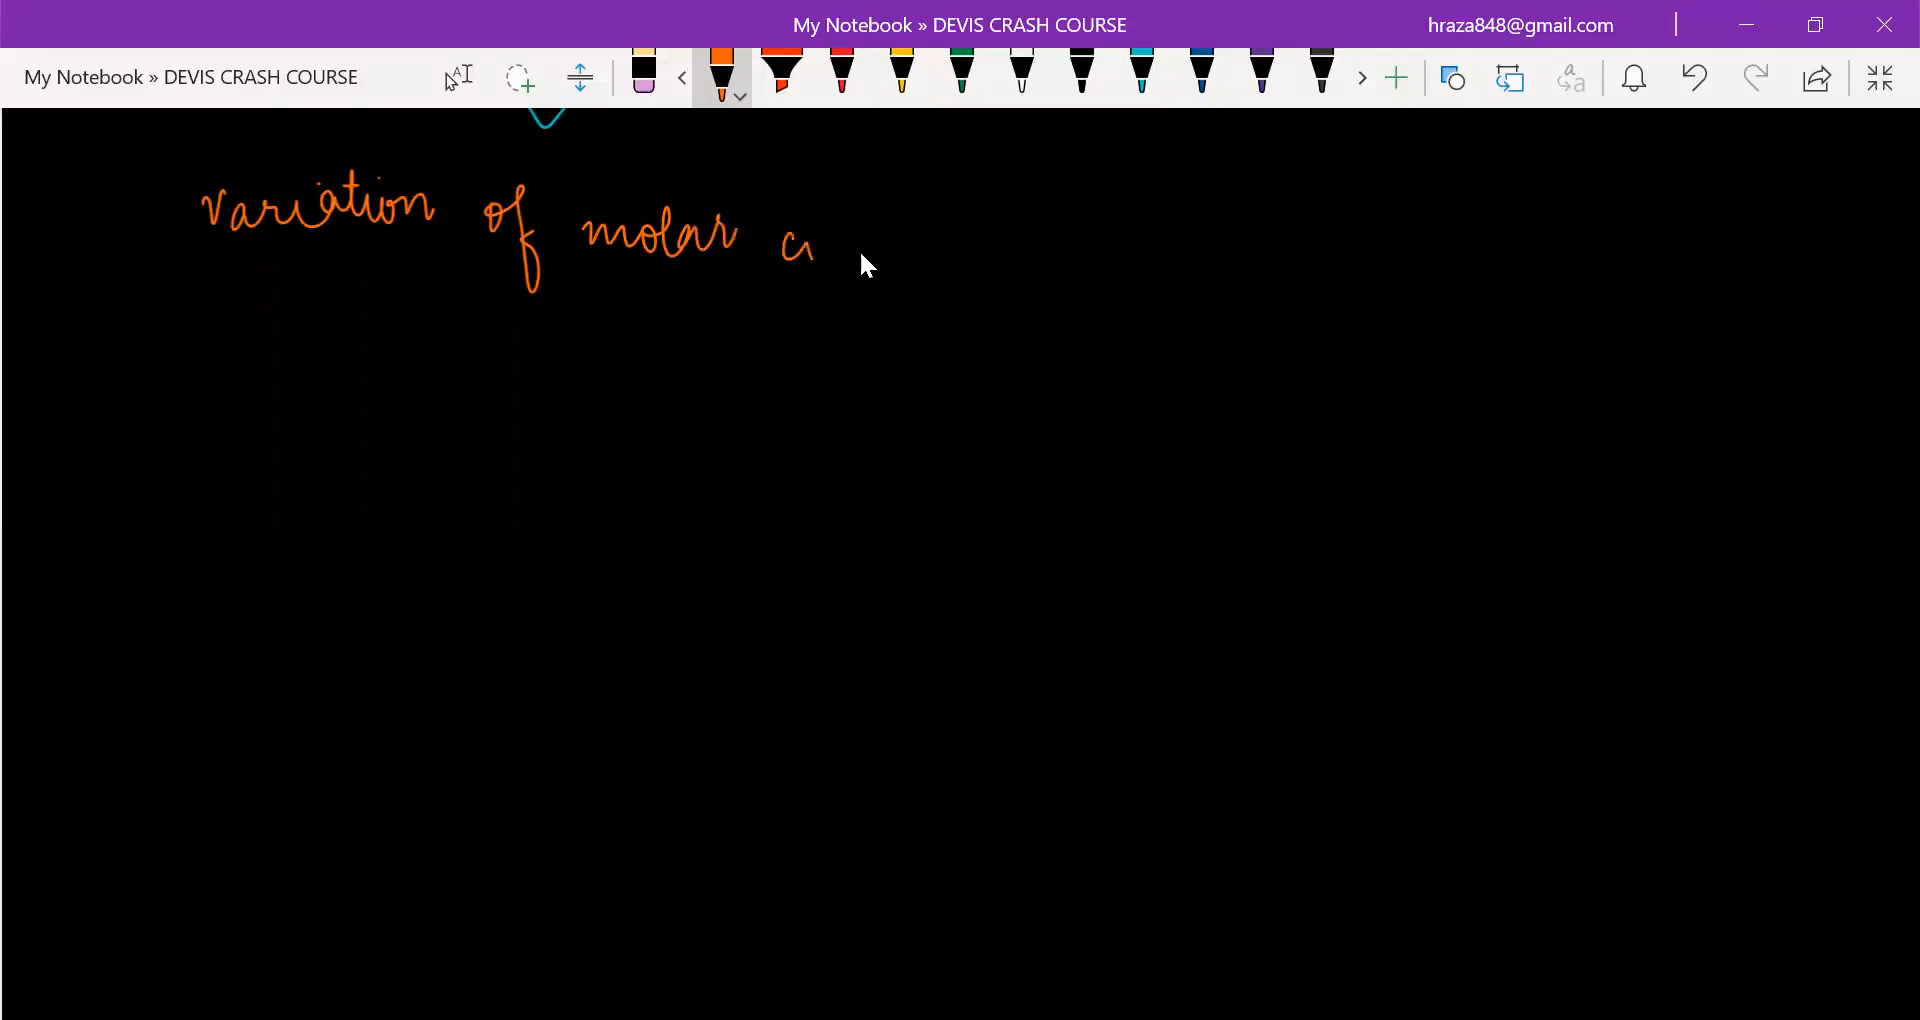 My Notebook » DEVIS CRASH COURSE
hraza848@gmail.com
My Notebook » DEVIS CRASH COURSE
variation of molar